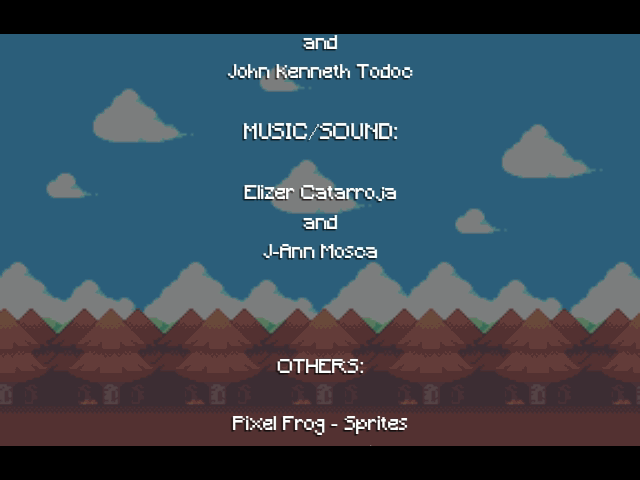 and
John Kenneth Todoc
MUSIC/SOUND:
Elizer Catarroja
and
J-Ann Mosca
OTHERS:
Pixel Frog - Sprites